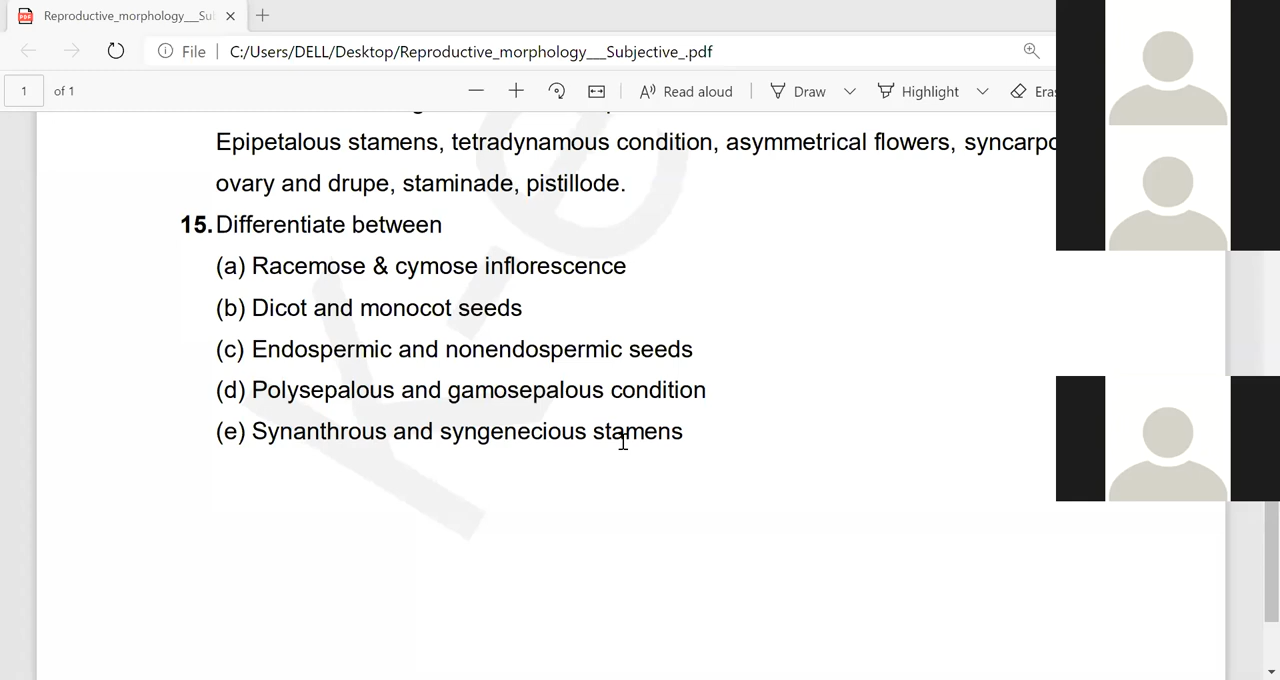 Reproductive_morphology___Su
File
C:/Users/DELL/Desktop/Reproductive_morphology___Subjective_.pdf
1 of 1
Read aloud
Draw
Highlight
Epipetalous stamens, tetradynamous condition, asymmetrical flowers,
ovary and drupe, staminade, pistillode.
15. Differentiate between
(a) Racemose & cymose inflorescence
(b) Dicot and monocot seeds
(c) Endospermic and nonendospermic seeds
(d) Polysepalous and gamosepalous condition
(e) Synanthrous and syngenecious stamens